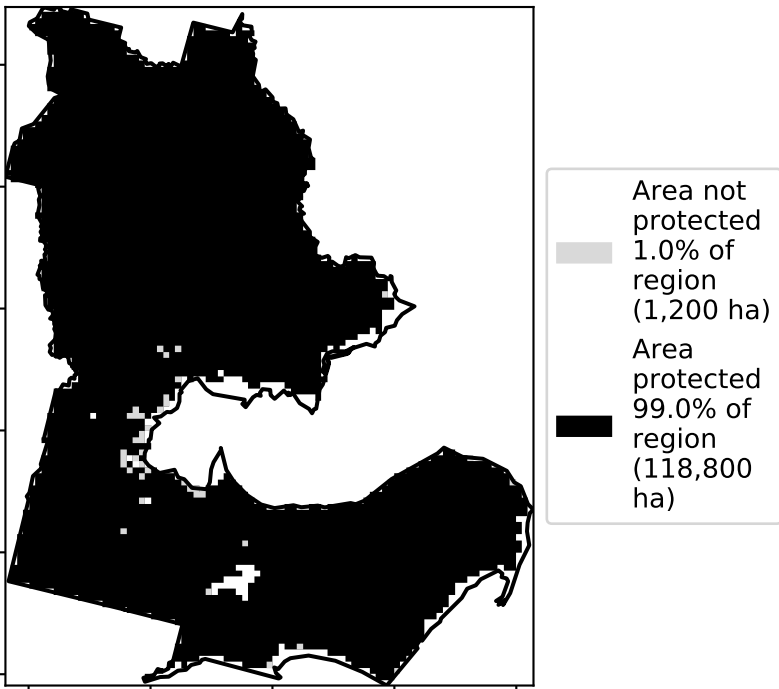 Area not
protected
1.0% of
region
(1,200 ha)
Area
protected
99.0% of
region
(118,800
ha)